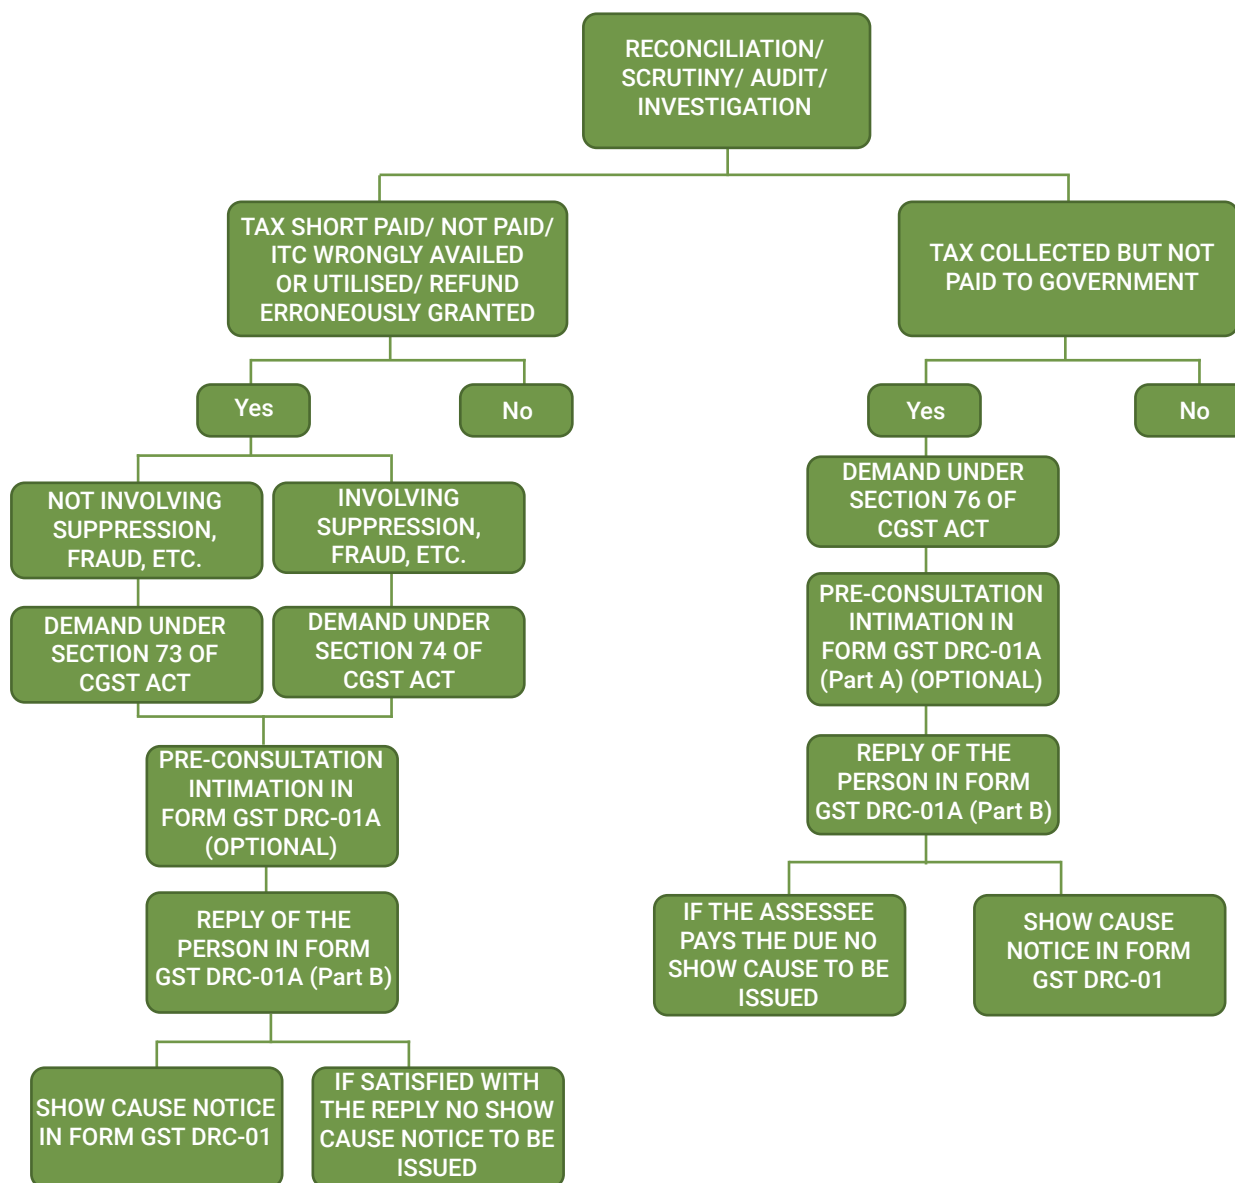 RECONCILIATION/
SCRUTINY/ AUDIT/
INVESTIGATION
TAX SHORT PAID/ NOT PAID/
ITC WRONGLY AVAILED
OR UTILISED/ REFUND
ERRONEOUSLY GRANTED
TAX COLLECTED BUT NOT
PAID TO GOVERNMENT
Yes
No
Yes
No
NOT INVOLVING
SUPPRESSION,
FRAUD, ETC.
INVOLVING
SUPPRESSION,
FRAUD, ETC.
DEMAND UNDER
SECTION 76 OF
CGST ACT
DEMAND UNDER
SECTION 73 OF
CGST ACT
DEMAND UNDER
SECTION 74 OF
CGST ACT
PRE-CONSULTATION
INTIMATION IN
FORM GST DRC-01A
(Part A) (OPTIONAL)
PRE-CONSULTATION
INTIMATION IN
FORM GST DRC-01A
(OPTIONAL)
REPLY OF THE
PERSON IN FORM
GST DRC-01A (Part B)
REPLY OF THE
PERSON IN FORM
GST DRC-01A (Part B)
IF THE ASSESSEE
PAYS THE DUE NO
SHOW CAUSE TO BE
ISSUED
SHOW CAUSE
NOTICE IN FORM
GST DRC-01
SHOW CAUSE NOTICE
IN FORM GST DRC-01
IF SATISFIED WITH
THE REPLY NO SHOW
CAUSE NOTICE TO BE
ISSUED